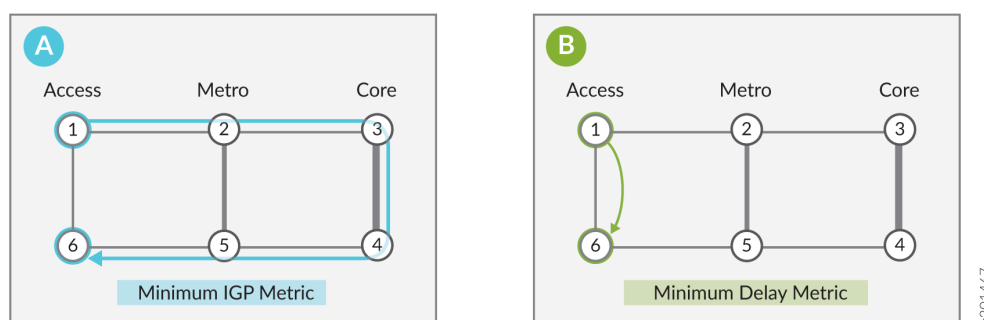 A
Access Metro Core
1 2 3
6 5 4
Minimum IGP Metric
B
Access Metro Core
1 2 3
6 5 4
Minimum Delay Metric